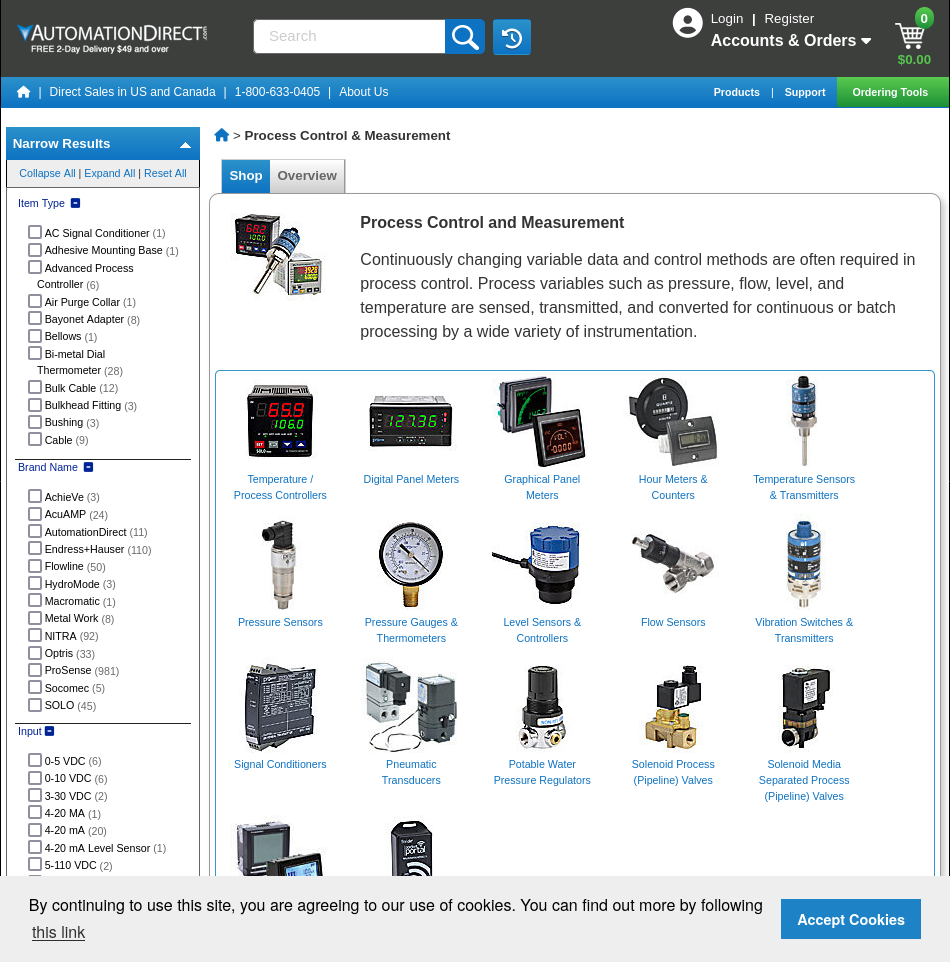 AUTOMATIONDIRECT.com
FREE 2-Day Delivery $49 and over
Search
Login | Register
Accounts & Orders
0
$0.00
| Direct Sales in US and Canada | 1-800-633-0405 | About Us
Products | Support
Ordering Tools
Narrow Results
Collapse All | Expand All | Reset All
Item Type
AC Signal Conditioner (1)
Adhesive Mounting Base (1)
Advanced Process
Controller (6)
Air Purge Collar (1)
Bayonet Adapter (8)
Bellows (1)
Bi-metal Dial
Thermometer (28)
Bulk Cable (12)
Bulkhead Fitting (3)
Bushing (3)
Cable (9)
Brand Name
AchieVe (3)
AcuAMP (24)
AutomationDirect (11)
Endress+Hauser (110)
Flowline (50)
HydroMode (3)
Macromatic (1)
Metal Work (8)
NITRA (92)
Optris (33)
ProSense (981)
Socomec (5)
SOLO (45)
Input
0-5 VDC (6)
0-10 VDC (6)
3-30 VDC (2)
4-20 MA (1)
4-20 mA (20)
4-20 mA Level Sensor (1)
5-110 VDC (2)
> Process Control & Measurement
Shop
Overview
Process Control and Measurement
Continuously changing variable data and control methods are often required in
process control. Process variables such as pressure, flow, level, and
temperature are sensed, transmitted, and converted for continuous or batch
processing by a wide variety of instrumentation.
Temperature /
Process Controllers
Digital Panel Meters
Graphical Panel
Meters
Hour Meters &
Counters
Temperature Sensors
& Transmitters
Pressure Sensors
Pressure Gauges &
Thermometers
Level Sensors &
Controllers
Flow Sensors
Vibration Switches &
Transmitters
Signal Conditioners
Pneumatic
Transducers
Potable Water
Pressure Regulators
Solenoid Process
(Pipeline) Valves
Solenoid Media
Separated Process
(Pipeline) Valves
By continuing to use this site, you are agreeing to our use of cookies. You can find out more by following
this link
Accept Cookies